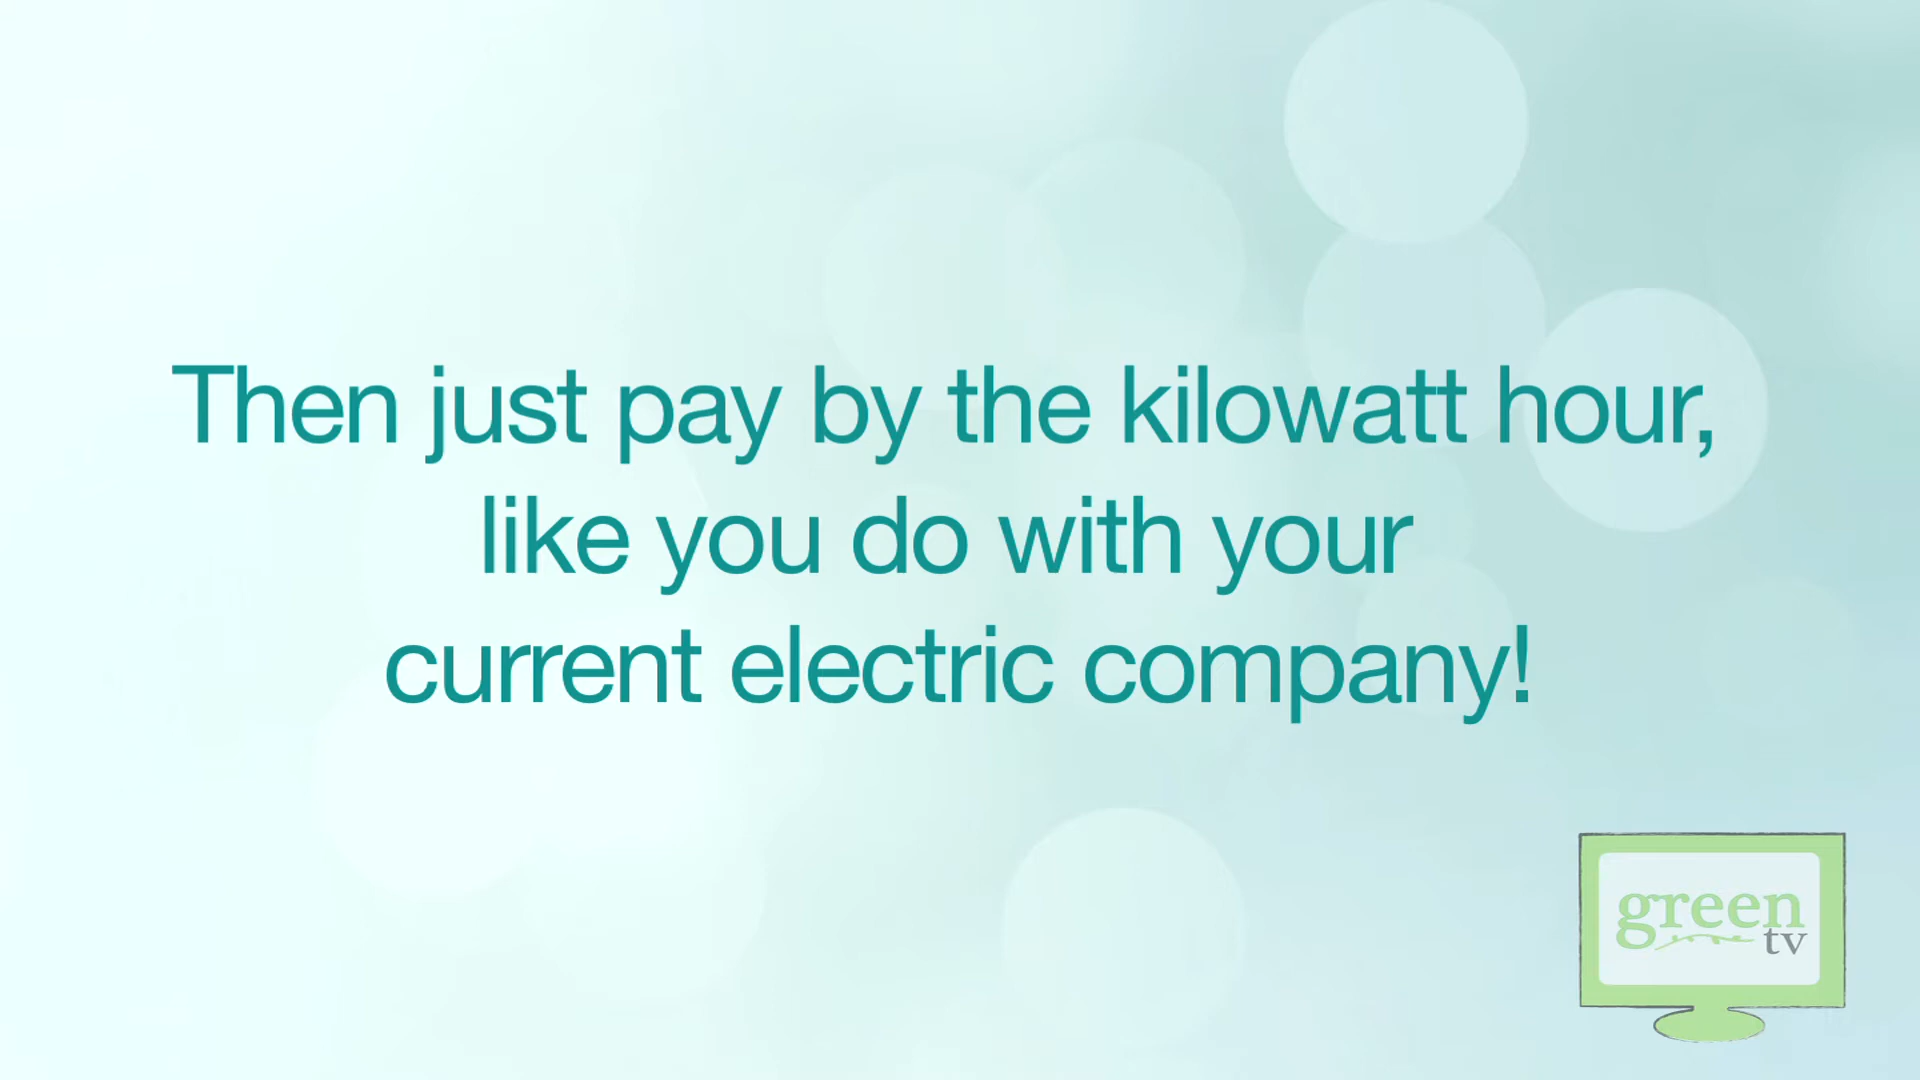 Then just pay by the kilowatt hour,
like you do with your
current electric company!
green
tv